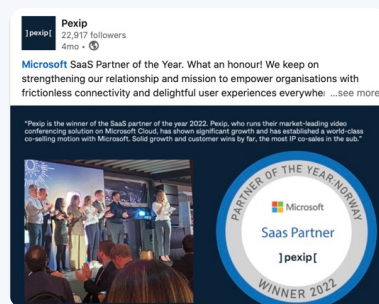 ]pexip[
Pexip
22,917 followers
4mo •
Microsoft SaaS Partner of the Year. What an honour! We keep on
strengthening our relationship and mission to empower organisations with
frictionless connectivity and delightful user experiences everywhe ...see more
"Pexip is the winner of the SaaS partner of the year 2022. Pexip, who runs their market-leading video
conferencing solution on Microsoft Cloud, has shown significant growth and has established a world-class
co-selling motion with Microsoft. Solid growth and customer wins by far, the most IP co-sales in the sub."
PARTNER OF THE YEAR: NORWAY
Microsoft
Saas Partner
]pexip[
WINNER 2022